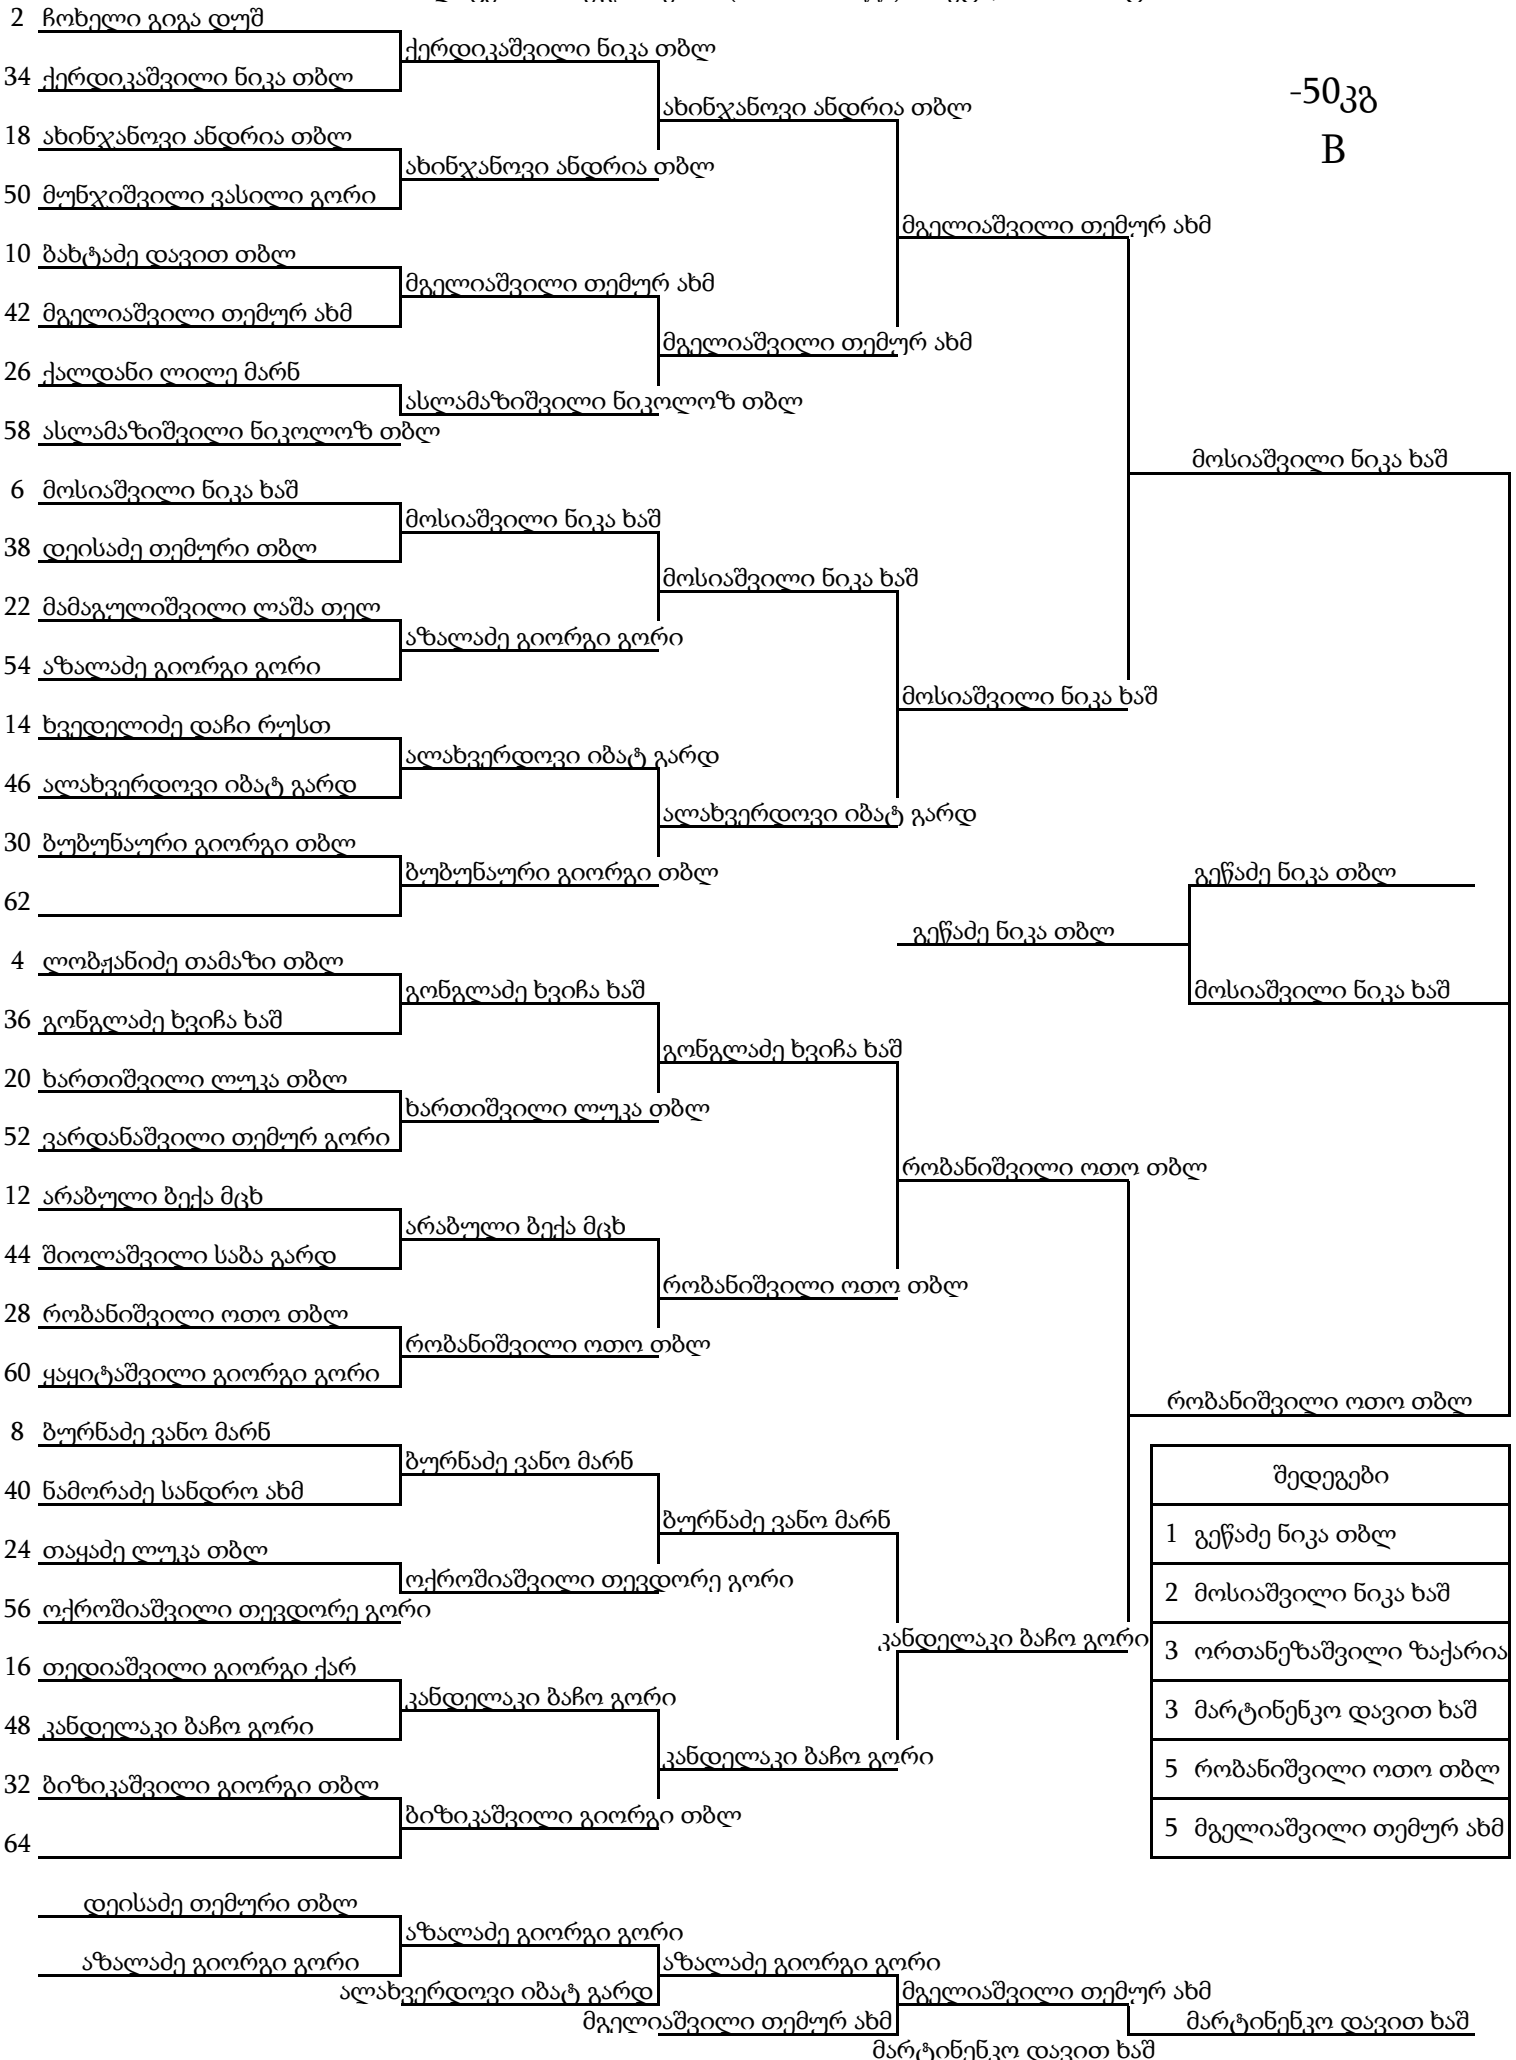 2 ჩოხელი გიგა დუშ
ქერდიკაშვილი ნიკა თბლ
34 ქერდიკაშვილი ნიკა თბლ
-50კგ
ახინჯანოვი ანდრია თბლ
18 ახინჯანოვი ანდრია თბლ
B
ახინჯანოვი ანდრია თბლ
50 მუნჯიშვილი ვასილი გორი
მგელიაშვილი თემურ ახმ
10 ბახტაძე დავით თბლ
მგელიაშვილი თემურ ახმ
42 მგელიაშვილი თემურ ახმ
მგელიაშვილი თემურ ახმ
26 ქალდანი ლილე მარნ
ასლამაზიშვილი ნიკოლოზ თბლ
58 ასლამაზიშვილი ნიკოლოზ თბლ
მოსიაშვილი ნიკა ხაშ
6 მოსიაშვილი ნიკა ხაშ
მოსიაშვილი ნიკა ხაშ
38 დეისაძე თემური თბლ
მოსიაშვილი ნიკა ხაშ
22 მამაგულიშვილი ლაშა თელ
აზალაძე გიორგი გორი
54 აზალაძე გიორგი გორი
მოსიაშვილი ნიკა ხაშ
14 ხვედელიძე დაჩი რუსთ
ალახვერდოვი იბატ გარდ
46 ალახვერდოვი იბატ გარდ
ალახვერდოვი იბატ გარდ
30 ბუბუნაური გიორგი თბლ
ბუბუნაური გიორგი თბლ
გეწაძე ნიკა თბლ
62
გეწაძე ნიკა თბლ
4 ლობჟანიძე თამაზი თბლ
გონგლაძე ხვიჩა ხაშ
მოსიაშვილი ნიკა ხაშ
36 გონგლაძე ხვიჩა ხაშ
გონგლაძე ხვიჩა ხაშ
20 ხართიშვილი ლუკა თბლ
ხართიშვილი ლუკა თბლ
52 ვარდანაშვილი თემურ გორი
რობანიშვილი ოთო თბლ
12 არაბული ბექა მცხ
არაბული ბექა მცხ
44 შიოლაშვილი საბა გარდ
რობანიშვილი ოთო თბლ
28 რობანიშვილი ოთო თბლ
რობანიშვილი ოთო თბლ
60 ყაყიტაშვილი გიორგი გორი
რობანიშვილი ოთო თბლ
8 ბურნაძე ვანო მარნ
ბურნაძე ვანო მარნ
შედეგები
40 ნამორაძე სანდრო ახმ
ბურნაძე ვანო მარნ
1 გეწაძე ნიკა თბლ
24 თაყაძე ლუკა თბლ
ოქროშიაშვილი თევდორე გორი
2 მოსიაშვილი ნიკა ხაშ
56 ოქროშიაშვილი თევდორე გორი
კანდელაკი ბაჩო გორი
3 ორთანეზაშვილი ზაქარია
16 თედიაშვილი გიორგი ქარ
კანდელაკი ბაჩო გორი
3 მარტინენკო დავით ხაშ
48 კანდელაკი ბაჩო გორი
კანდელაკი ბაჩო გორი
5 რობანიშვილი ოთო თბლ
32 ბიზიკაშვილი გიორგი თბლ
ბიზიკაშვილი გიორგი თბლ
5 მგელიაშვილი თემურ ახმ
64
დეისაძე თემური თბლ
აზალაძე გიორგი გორი
აზალაძე გიორგი გორი
აზალაძე გიორგი გორი
ალახვერდოვი იბატ გარდ
მგელიაშვილი თემურ ახმ
მგელიაშვილი თემურ ახმ
მარტინენკო დავით ხაშ
მარტინენკო დავით ხაშ